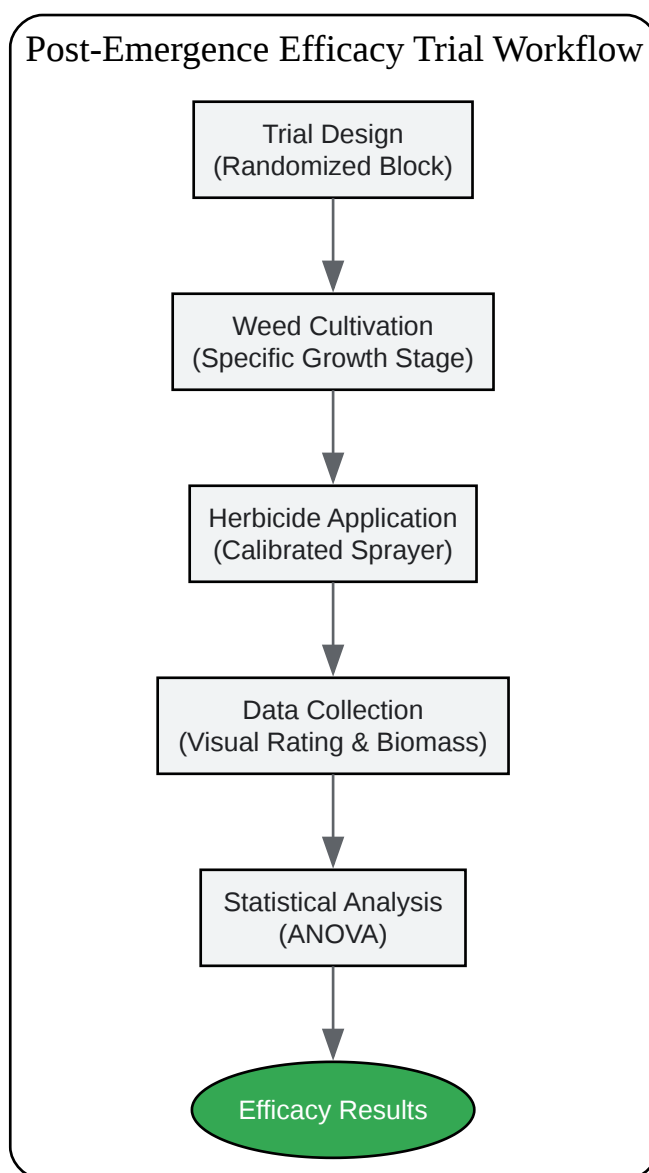 Post-Emergence Efficacy Trial Workflow
Trial Design
(Randomized Block)
Weed Cultivation
(Specific Growth Stage)
Herbicide Application
(Calibrated Sprayer)
Data Collection
(Visual Rating & Biomass)
Statistical Analysis
(ANOVA)
Efficacy Results